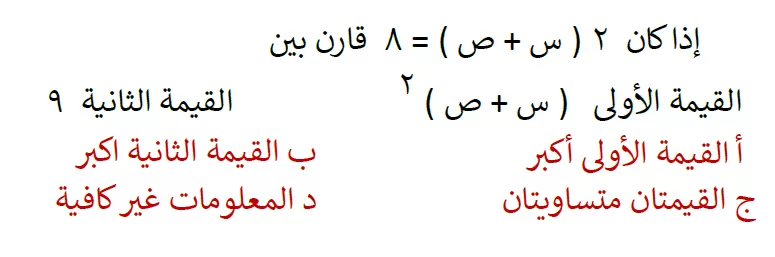 إذا كان ٢ ( س + ص ) = ٨ قارن بين
القيمة الأولى ( س + ص )٢ القيمة الثانية ٩
أ القيمة الأولى أكبر ب القيمة الثانية اكبر
ج القيمتان متساويتان د المعلومات غير كافية